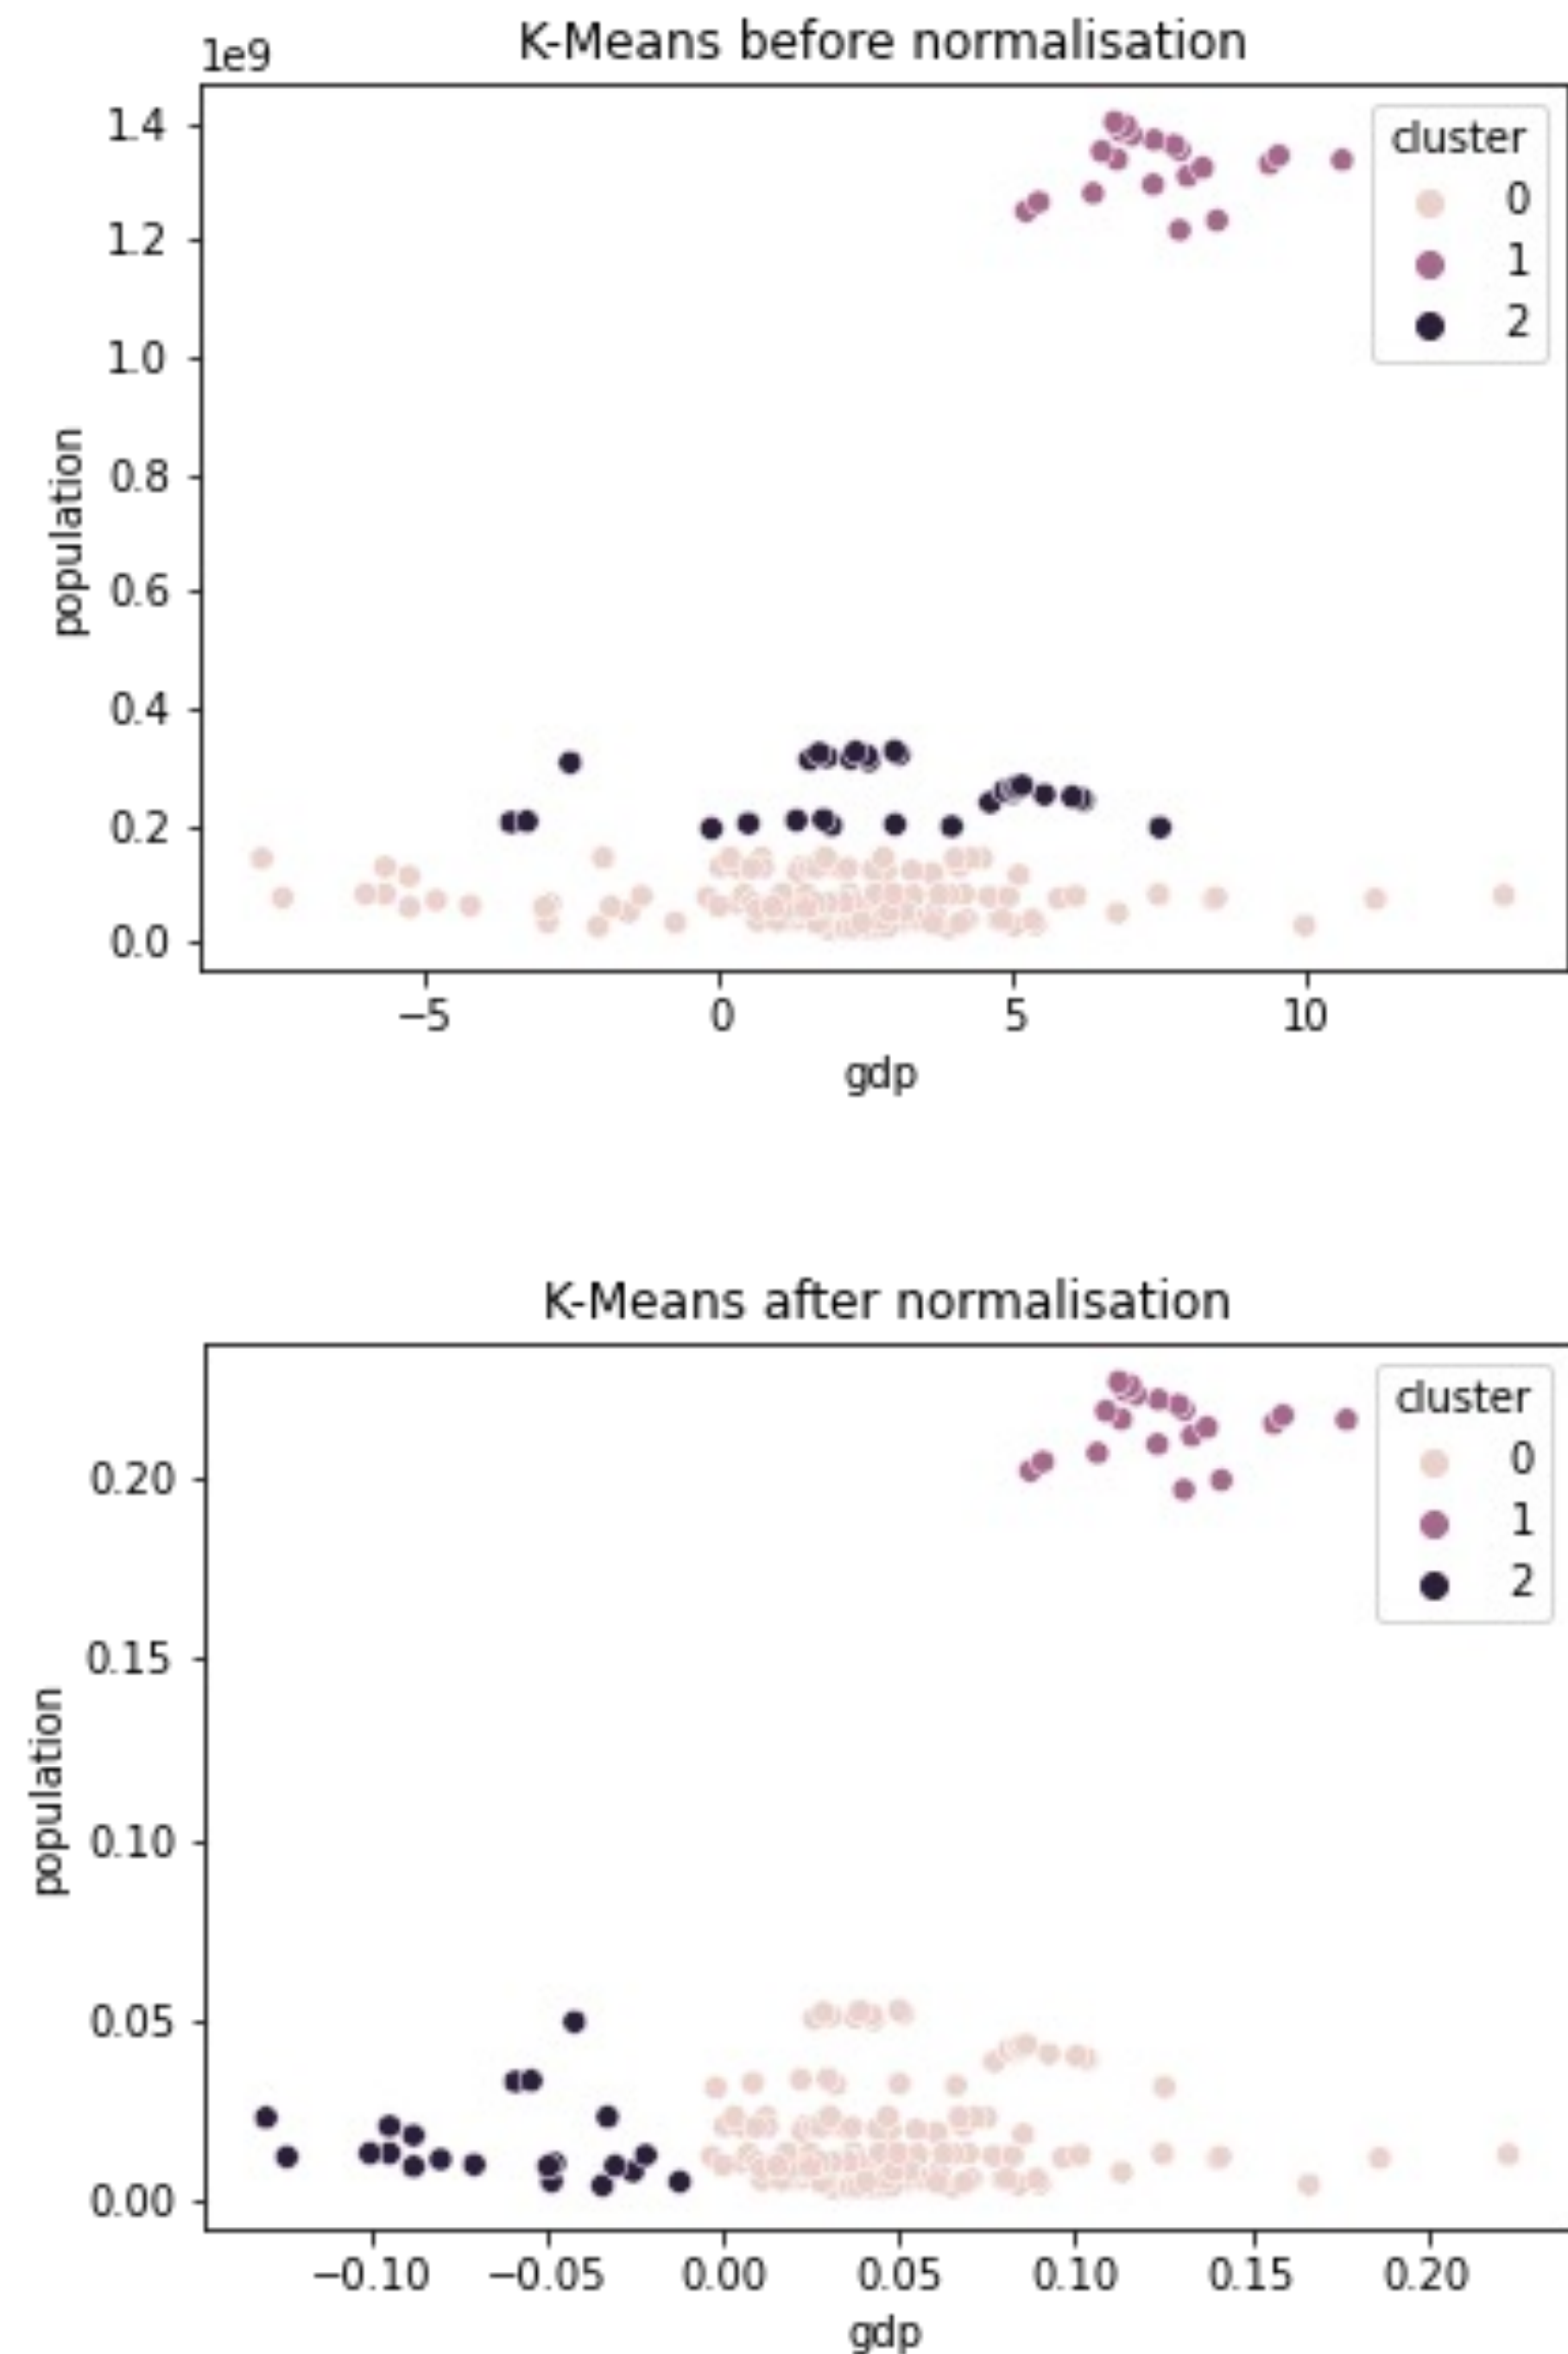 K-Means before normalisation
1e9
1.4
1.2
1.0
0.8
0.6
0.4
0.2
0.0
population
−5 0 5 10
gdp
cluster
0
1
2
K-Means after normalisation
0.20
0.15
0.10
0.05
0.00
population
−0.10 −0.05 0.00 0.05 0.10 0.15 0.20
gdp
cluster
0
1
2